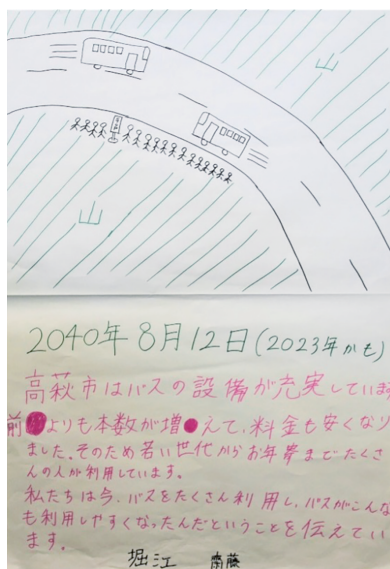 山
山
2040年8月12日(2023年かも)
高萩市はバスの設備が充実しています
前よりも本数が増えて、料金も安くなり
ました。そのため若い世代からお年寄までたくさ
んの人が利用しています。
私たちは今、バスをたくさん利用し、バスがこんな
も利用しやすくなったんだということを伝えてい
ます。
堀江 齋藤